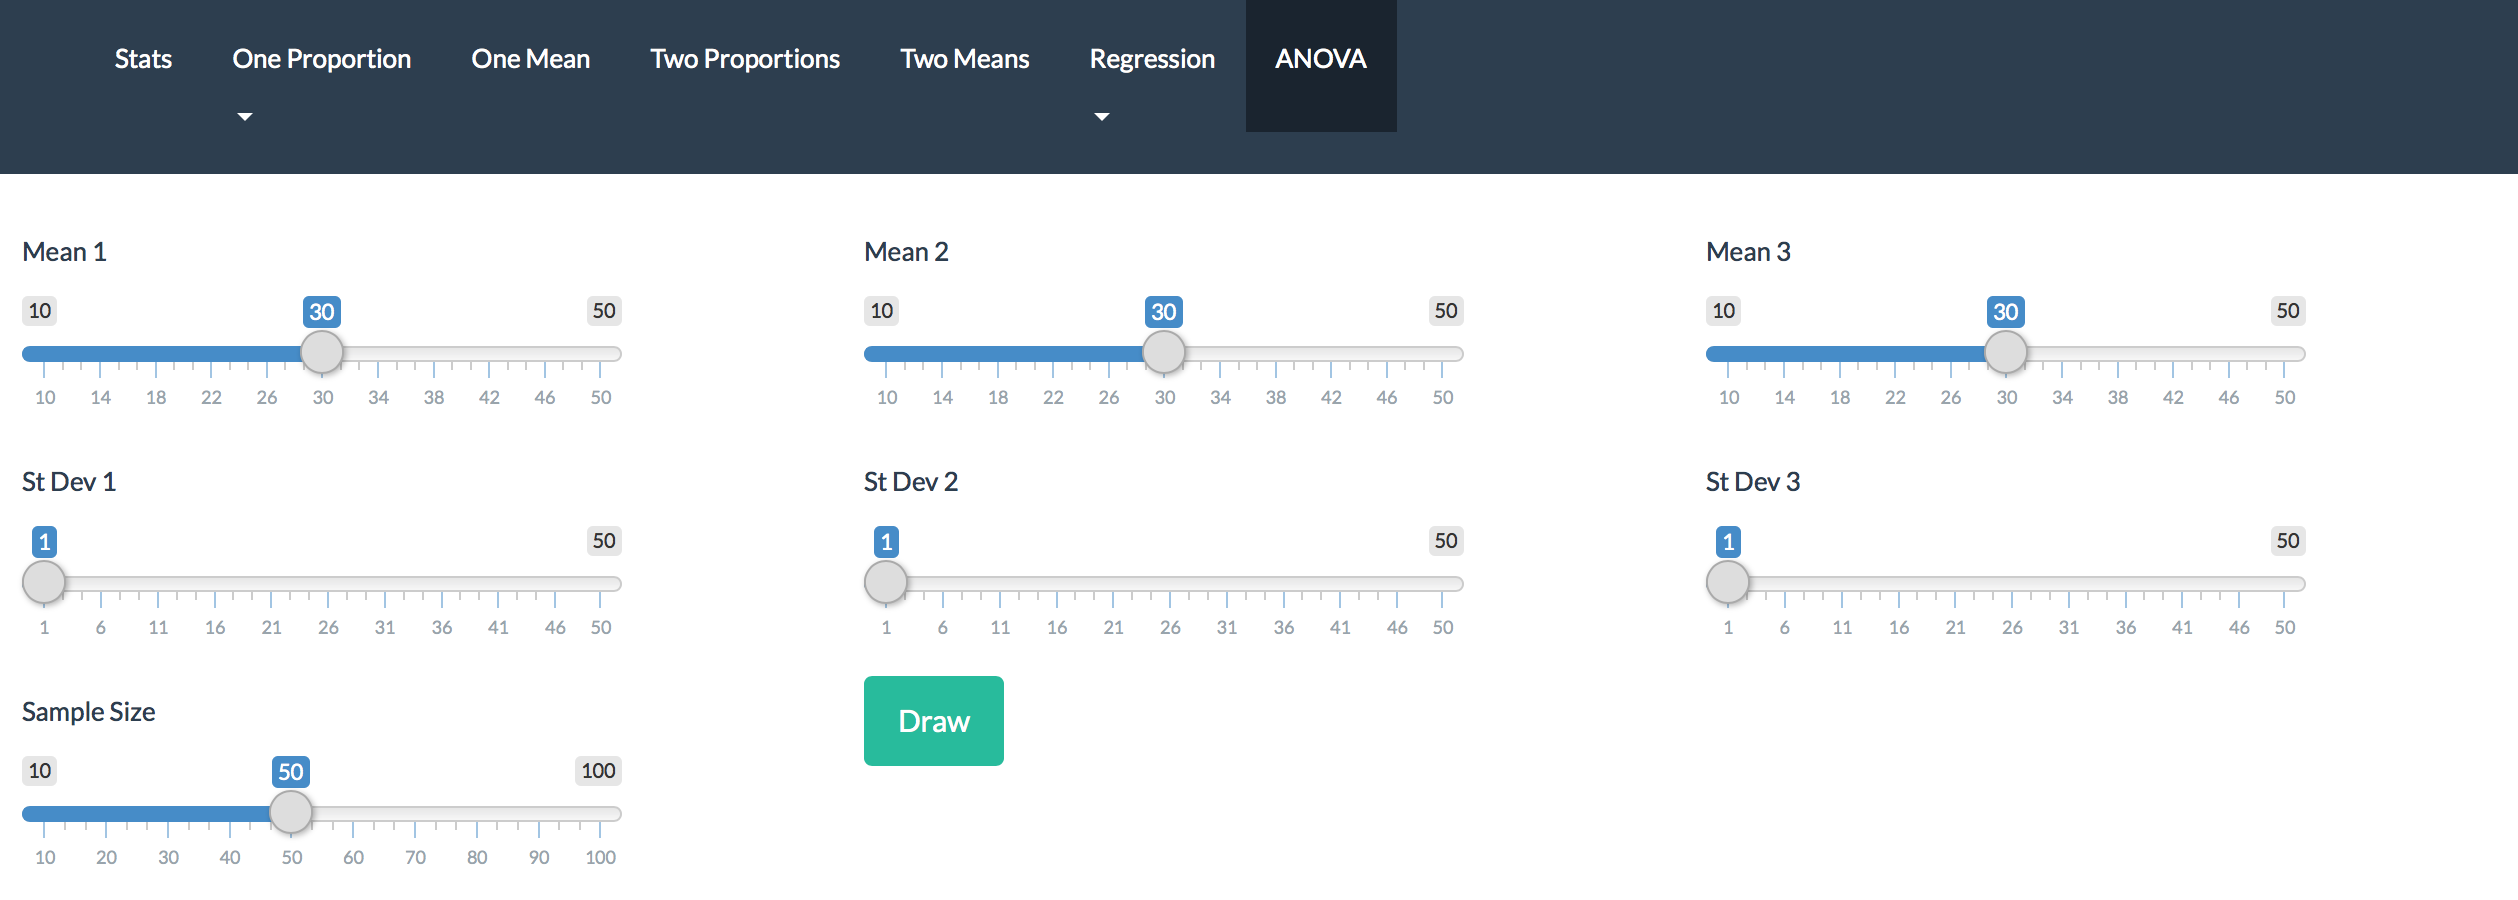 Stats One Proportion One Mean Two Proportions Two Means Regression ANOVA
Mean 1 Mean 2 Mean 3
10 30 50 10 30 50 10 30 50
10 14 18 22 26 30 34 38 42 46 50 10 14 18 22 26 30 34 38 42 46 50 10 14 18 22 26 30 34 38 42 46 50
St Dev 1 St Dev 2 St Dev 3
1 50 1 50 1 50
1 6 11 16 21 26 31 36 41 46 50 1 6 11 16 21 26 31 36 41 46 50 1 6 11 16 21 26 31 36 41 46 50
Sample Size Draw
10 50 100
10 20 30 40 50 60 70 80 90 100